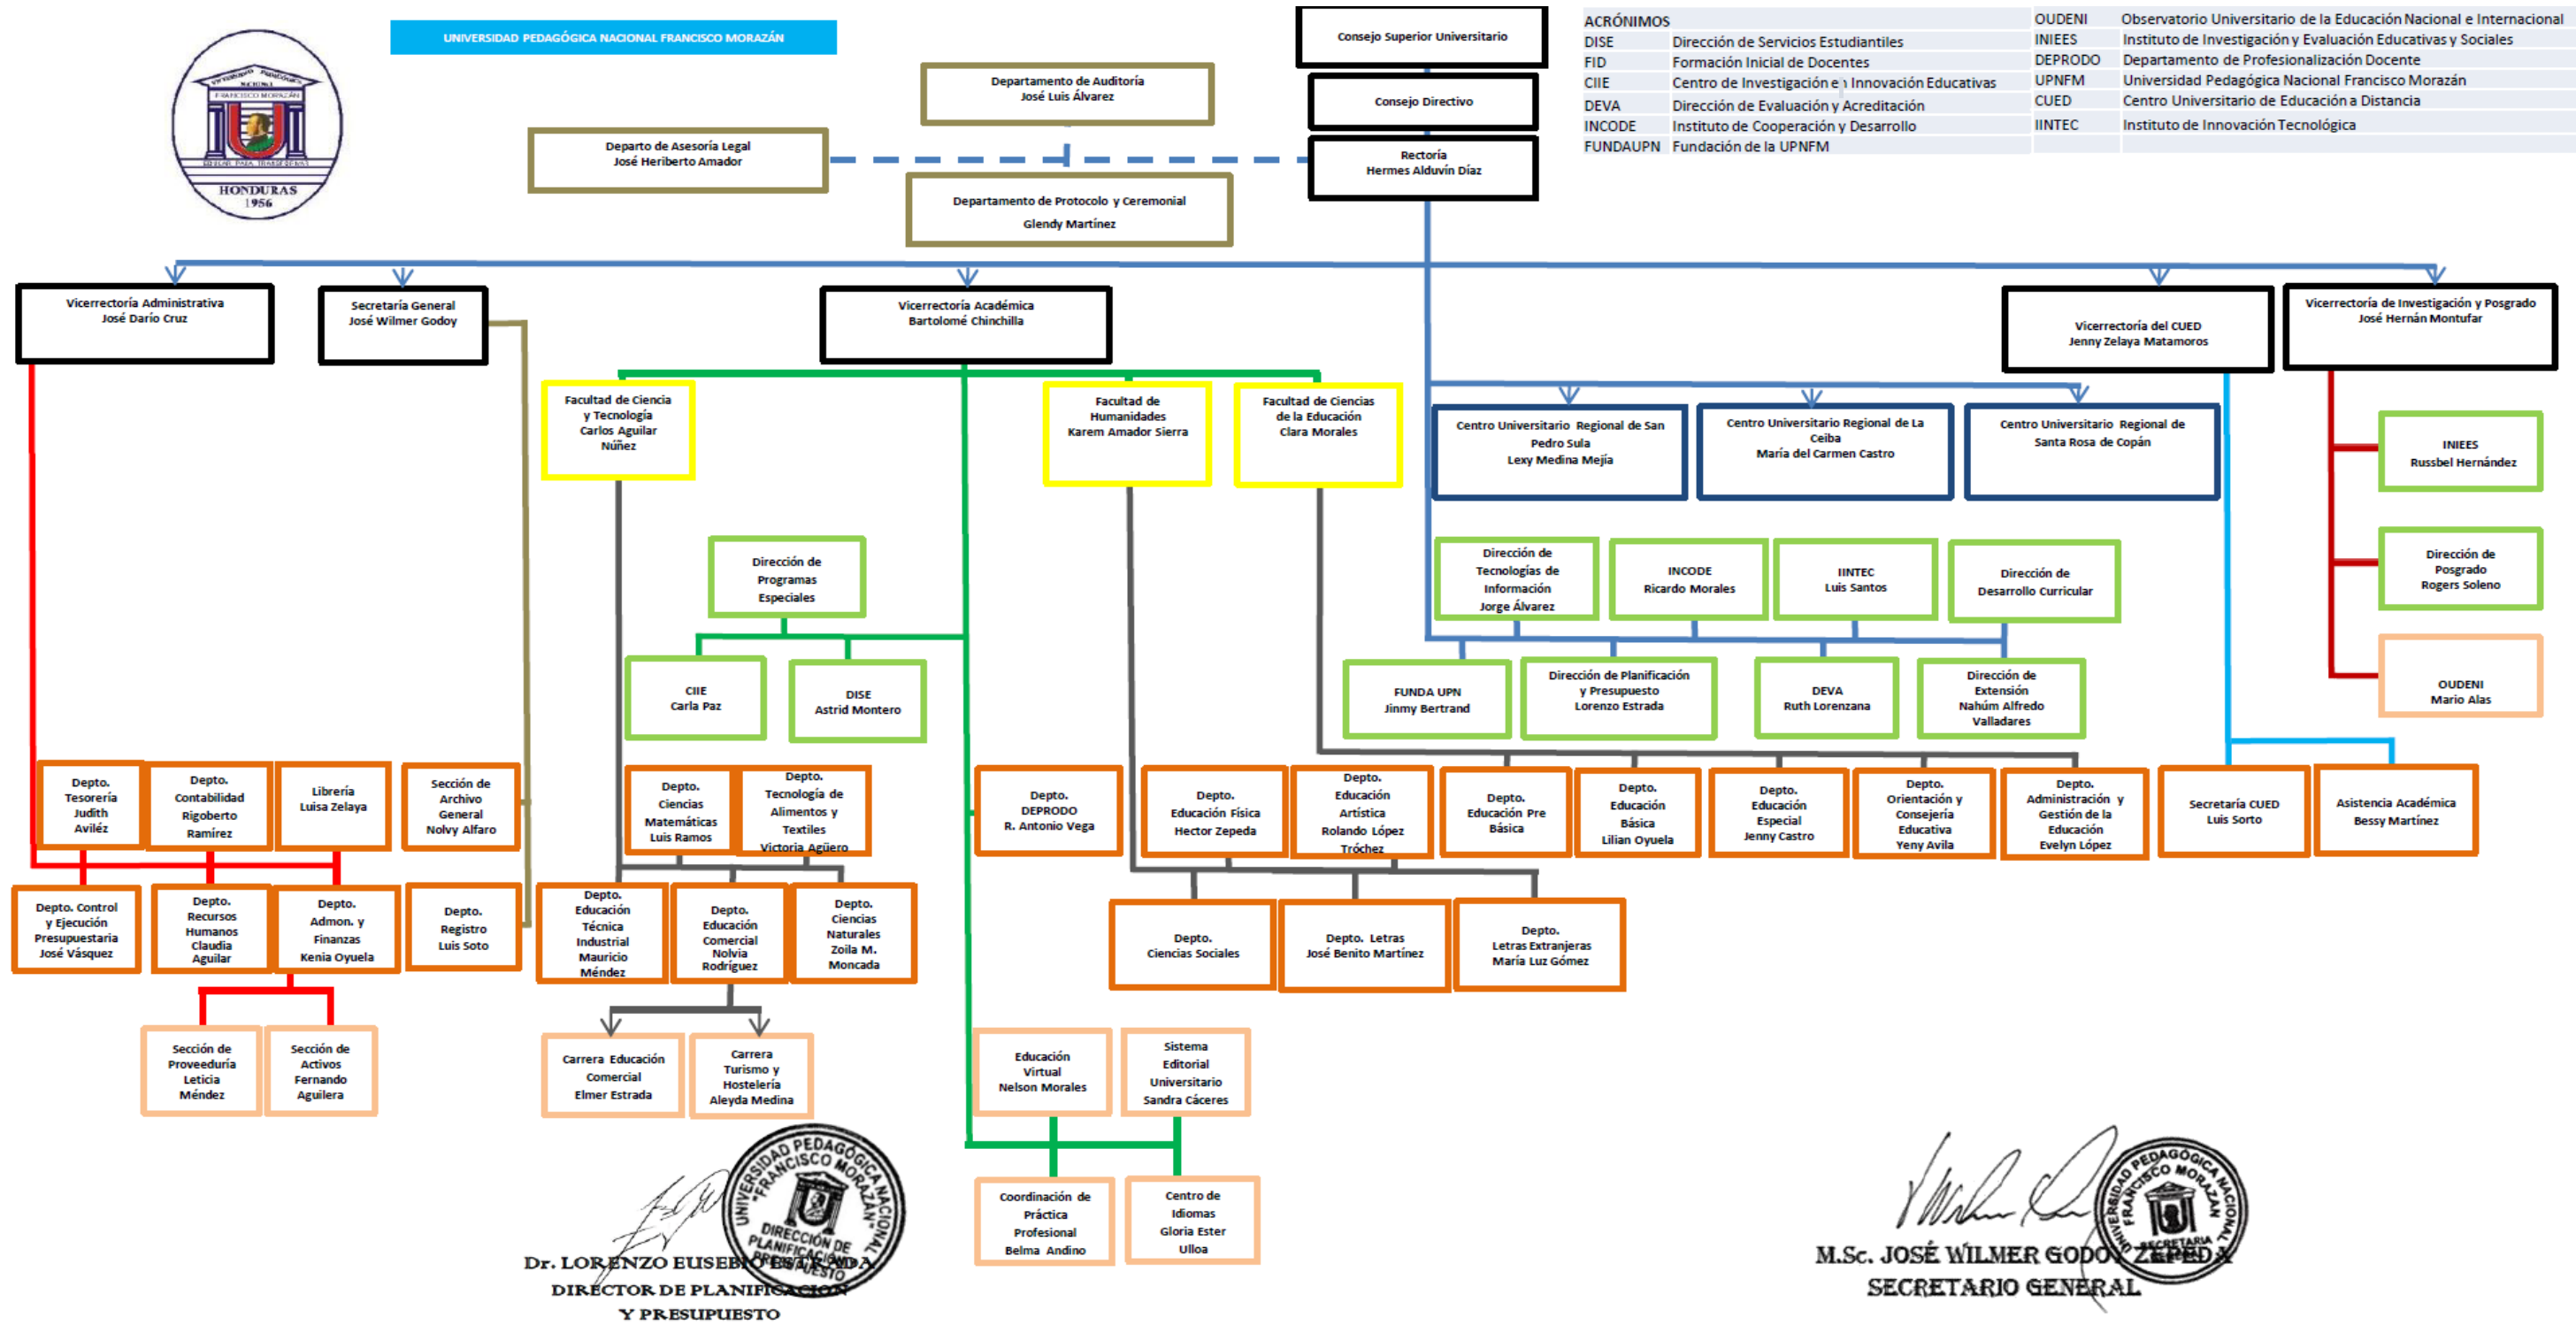 UNIVERSIDAD PEDAGÓGICA NACIONAL FRANCISCO MORAZÁN
HONDURAS
1956
Consejo Superior Universitario
Consejo Directivo
Rectoría
Hermes Alduvín Díaz
Departamento de Auditoría
José Luis Álvarez
Departo de Asesoría Legal
José Heriberto Amador
Departamento de Protocolo y Ceremonial
Glendy Martínez
ACRÓNIMOS
DISE Dirección de Servicios Estudiantiles
FID Formación Inicial de Docentes
CIIE Centro de Investigación en Innovación Educativas
DEVA Dirección de Evaluación y Acreditación
INCODE Instituto de Cooperación y Desarrollo
FUNDAUPN Fundación de la UPNFM
OUDENI Observatorio Universitario de la Educación Nacional e Internacional
INIEES Instituto de Investigación y Evaluación Educativas y Sociales
DEPRODO Departamento de Profesionalización Docente
UPNFM Universidad Pedagógica Nacional Francisco Morazán
CUED Centro Universitario de Educación a Distancia
IINTEC Instituto de Innovación Tecnológica
Vicerrectoría Administrativa
José Darío Cruz
Secretaría General
José Wilmer Godoy
Vicerrectoría Académica
Bartolomé Chinchilla
Vicerrectoría del CUED
Jenny Zelaya Matamoros
Vicerrectoría de Investigación y Posgrado
José Hernán Montufar
Facultad de Ciencia
y Tecnología
Carlos Aguilar
Núñez
Facultad de
Humanidades
Karem Amador Sierra
Facultad de Ciencias
de la Educación
Clara Morales
Centro Universitario Regional de San
Pedro Sula
Lexy Medina Mejía
Centro Universitario Regional de La
Ceiba
María del Carmen Castro
Centro Universitario Regional de
Santa Rosa de Copán
INIEES
Russbel Hernández
Dirección de
Posgrado
Rogers Soleno
OUDENI
Mario Alas
Dirección de
Programas
Especiales
CIIE
Carla Paz
DISE
Astrid Montero
Dirección de
Tecnologías de
Información
Jorge Álvarez
INCODE
Ricardo Morales
IINTEC
Luis Santos
Dirección de
Desarrollo Curricular
FUNDA UPN
Jinmy Bertrand
Dirección de Planificación
y Presupuesto
Lorenzo Estrada
DEVA
Ruth Lorenzana
Dirección de
Extensión
Nahúm Alfredo
Valladares
Depto.
Tesorería
Judith
Aviléz
Depto.
Contabilidad
Rigoberto
Ramírez
Librería
Luisa Zelaya
Sección de
Archivo
General
Nolvy Alfaro
Depto.
Ciencias
Matemáticas
Luis Ramos
Depto.
Tecnología de
Alimentos y
Textiles
Victoria Agüero
Depto.
DEPRODO
R. Antonio Vega
Depto.
Educación Física
Hector Zepeda
Depto.
Educación
Artística
Rolando López
Tróchez
Depto.
Educación Pre
Básica
Depto.
Educación
Básica
Lilian Oyuela
Depto.
Educación
Especial
Jenny Castro
Depto.
Orientación y
Consejería
Educativa
Yeny Avila
Depto.
Administración y
Gestión de la
Educación
Evelyn López
Secretaría CUED
Luis Sorto
Asistencia Académica
Bessy Martínez
Depto. Control
y Ejecución
Presupuestaria
José Vásquez
Depto.
Recursos
Humanos
Claudia
Aguilar
Depto.
Admon. y
Finanzas
Kenia Oyuela
Depto.
Registro
Luis Soto
Depto.
Educación
Técnica
Industrial
Mauricio
Méndez
Depto.
Educación
Comercial
Nolvia
Rodríguez
Depto.
Ciencias
Naturales
Zoila M.
Moncada
Depto.
Ciencias Sociales
Depto. Letras
José Benito Martínez
Depto.
Letras Extranjeras
María Luz Gómez
Sección de
Proveeduría
Leticia
Méndez
Sección de
Activos
Fernando
Aguilera
Carrera Educación
Comercial
Elmer Estrada
Carrera
Turismo y
Hostelería
Aleyda Medina
Educación
Virtual
Nelson Morales
Sistema
Editorial
Universitario
Sandra Cáceres
Coordinación de
Práctica
Profesional
Belma Andino
Centro de
Idiomas
Gloria Ester
Ulloa
UNIVERSIDAD PEDAGÓGICA NACIONAL
"FRANCISCO MORAZÁN"
DIRECCIÓN DE
PLANIFICACIÓN
PRESUPUESTO
Dr. LORENZO EUSEBIO ESTRADA
DIRECTOR DE PLANIFICACION
Y PRESUPUESTO
UNIVERSIDAD PEDAGÓGICA NACIONAL
FRANCISCO MORAZAN
SECRETARIA
M.Sc. JOSÉ WILMER GODOY ZEPEDA
SECRETARIO GENERAL